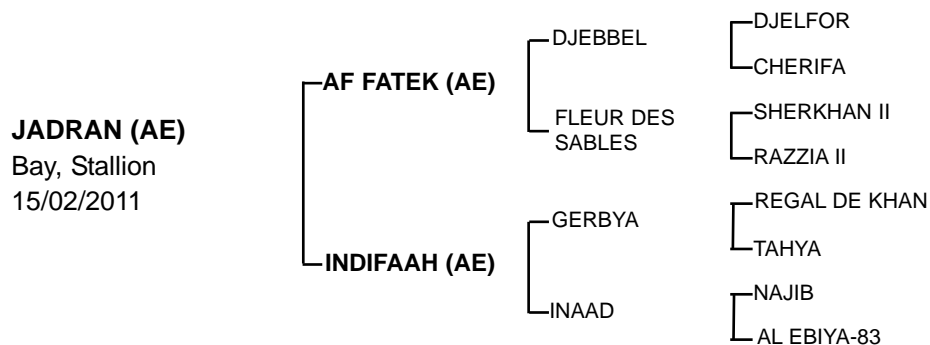 JADRAN (AE)
Bay, Stallion
15/02/2011
AF FATEK (AE)
INDIFAAH (AE)
DJEBBEL
FLEUR DES
SABLES
GERBYA
INAAD
DJELFOR
CHERIFA
SHERKHAN II
RAZZIA II
REGAL DE KHAN
TAHYA
NAJIB
AL EBIYA-83